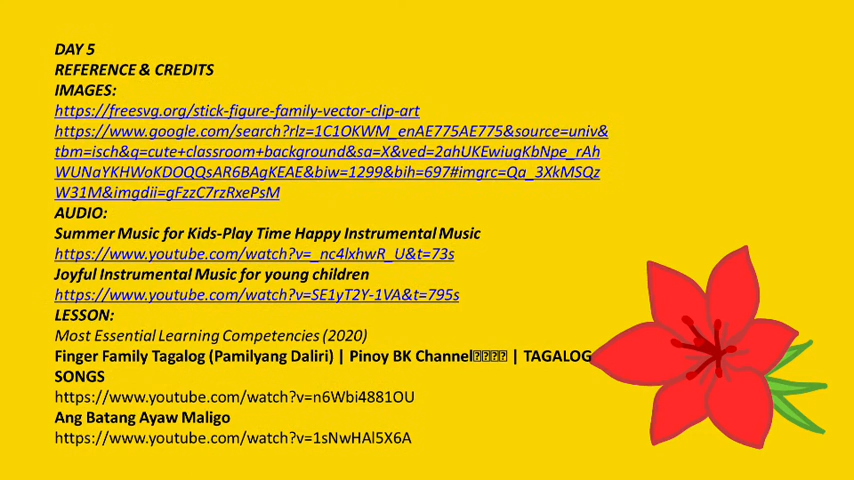 DAY 5
REFERENCE & CREDITS
IMAGES:
https://freesvg.org/stick-figure-family-vector-clip-art
https://www.google.com/search?rlz=1C1OKWM_enAE775AE775&source=univ&
tbm=isch&q=cute+classroom+background&sa=X&ved=2ahUKEwiugKbNpe_rAh
WUNaYKHWoKDOQQsAR6BAgKEAE&biw=1299&bih=697#imgrc=Qa_3XkMSQz
W31M&imgdii=gFzzC7rzRxePsM
AUDIO:
Summer Music for Kids-Play Time Happy Instrumental Music
https://www.youtube.com/watch?v=_nc4lxhwR_U&t=73s
Joyful Instrumental Music for young children
https://www.youtube.com/watch?v=SE1yT2Y-1VA&t=795s
LESSON:
Most Essential Learning Competencies (2020)
Finger Family Tagalog (Pamilyang Daliri) | Pinoy BK Channel | TAGALOG
SONGS
https://www.youtube.com/watch?v=n6Wbi4881OU
Ang Batang Ayaw Maligo
https://www.youtube.com/watch?v=1sNwHAl5X6A